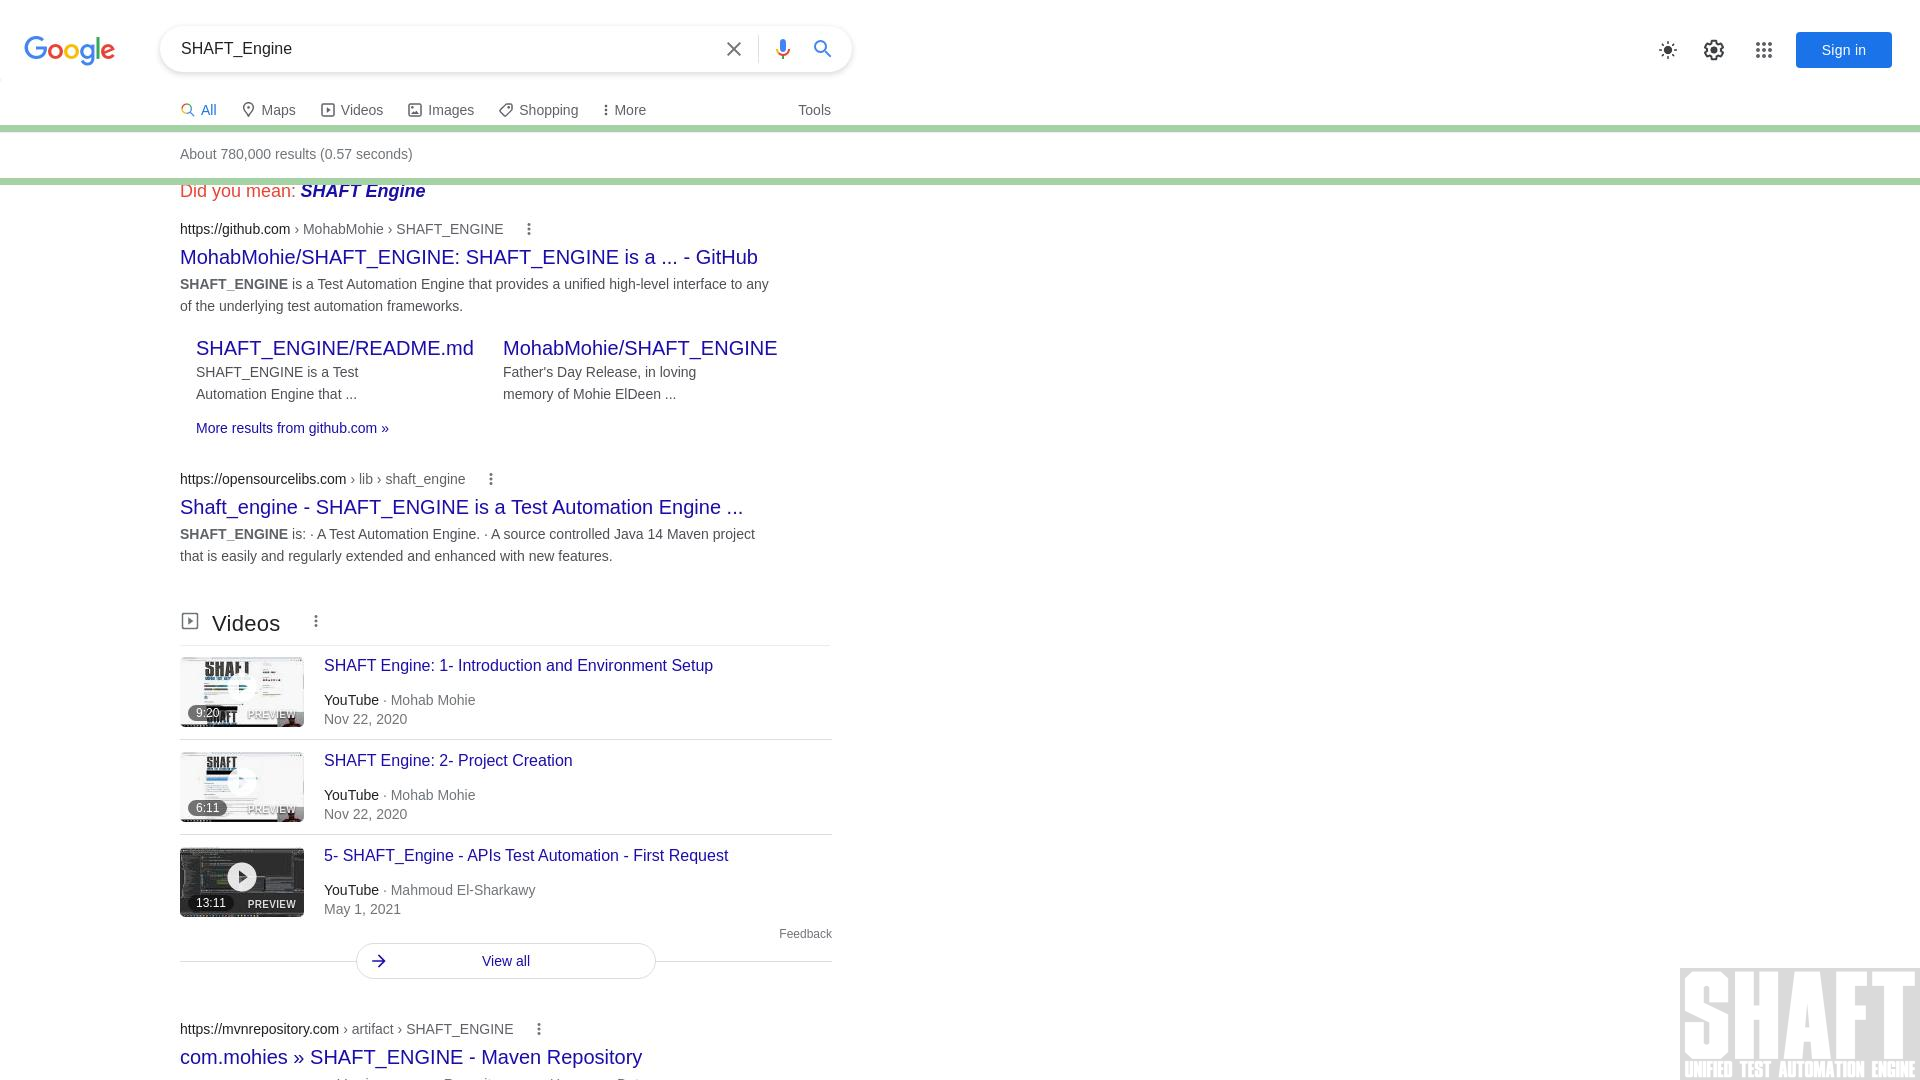 Google
SHAFT_Engine
Sign in
All Maps Videos Images Shopping More Tools
About 780,000 results (0.57 seconds)
Did you mean: SHAFT Engine
https://github.com › MohabMohie › SHAFT_ENGINE
MohabMohie/SHAFT_ENGINE: SHAFT_ENGINE is a ... - GitHub
SHAFT_ENGINE is a Test Automation Engine that provides a unified high-level interface to any
of the underlying test automation frameworks.
SHAFT_ENGINE/README.md
SHAFT_ENGINE is a Test
Automation Engine that ...
MohabMohie/SHAFT_ENGINE
Father's Day Release, in loving
memory of Mohie ElDeen ...
More results from github.com »
https://opensourcelibs.com › lib › shaft_engine
Shaft_engine - SHAFT_ENGINE is a Test Automation Engine ...
SHAFT_ENGINE is: · A Test Automation Engine. · A source controlled Java 14 Maven project
that is easily and regularly extended and enhanced with new features.
Videos
SHAFT
9:20 PREVIEW
SHAFT Engine: 1- Introduction and Environment Setup
YouTube · Mohab Mohie
Nov 22, 2020
SHAFT
6:11 PREVIEW
SHAFT Engine: 2- Project Creation
YouTube · Mohab Mohie
Nov 22, 2020
13:11 PREVIEW
5- SHAFT_Engine - APIs Test Automation - First Request
YouTube · Mahmoud El-Sharkawy
May 1, 2021
Feedback
View all
https://mvnrepository.com › artifact › SHAFT_ENGINE
com.mohies » SHAFT_ENGINE - Maven Repository
SHAFT
UNIFIED TEST AUTOMATION ENGINE